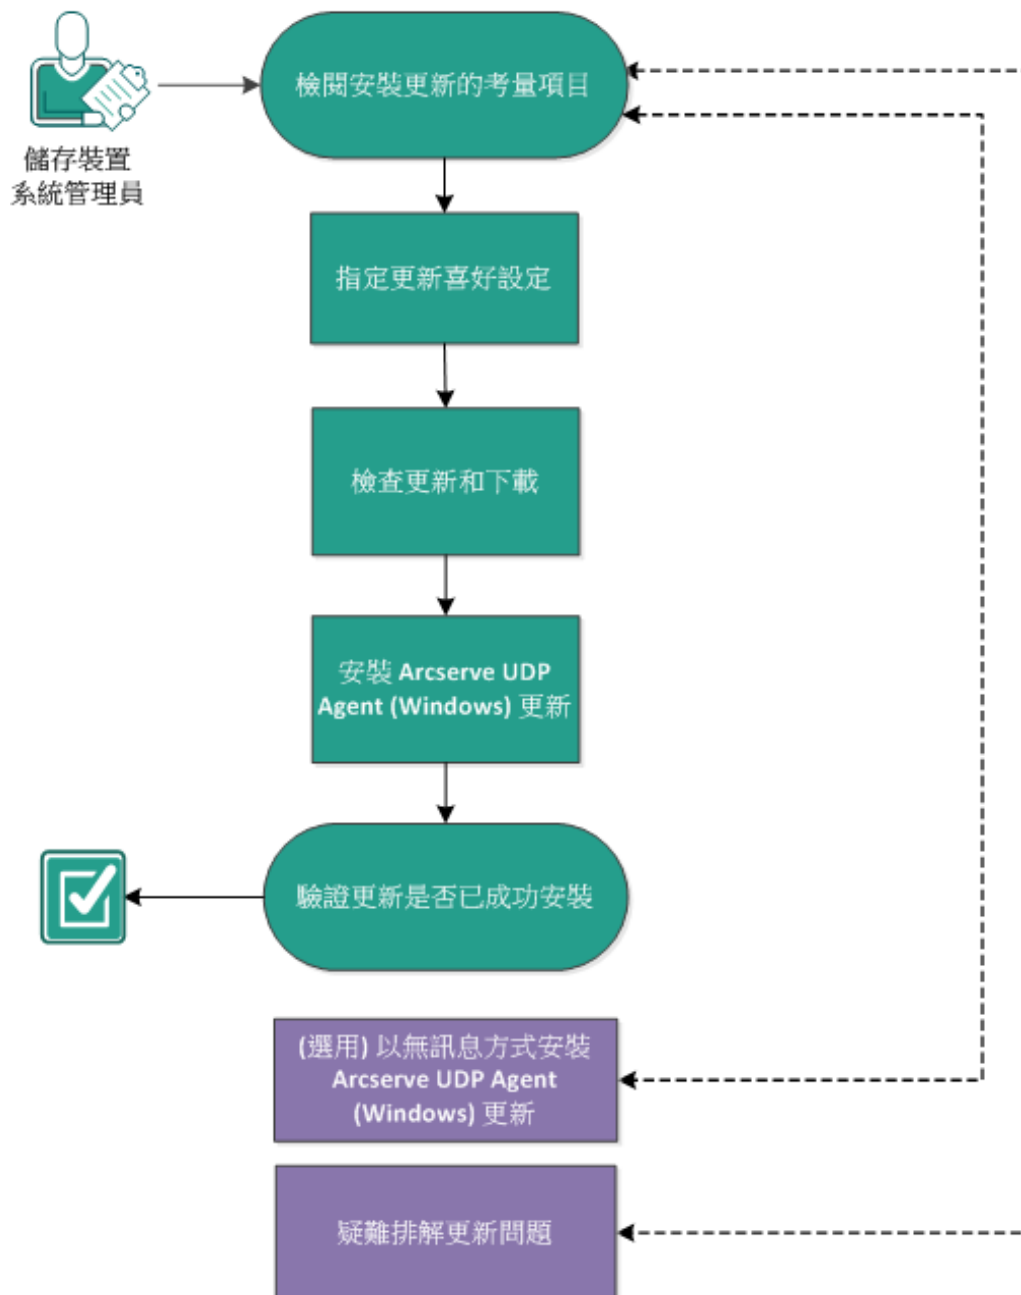 檢閱安裝更新的考量項目
儲存裝置
系統管理員
指定更新喜好設定
檢查更新和下載
安裝 Arcserve UDP
Agent (Windows) 更新
驗證更新是否已成功安裝
(選用) 以無訊息方式安裝
Arcserve UDP Agent
(Windows) 更新
疑難排解更新問題